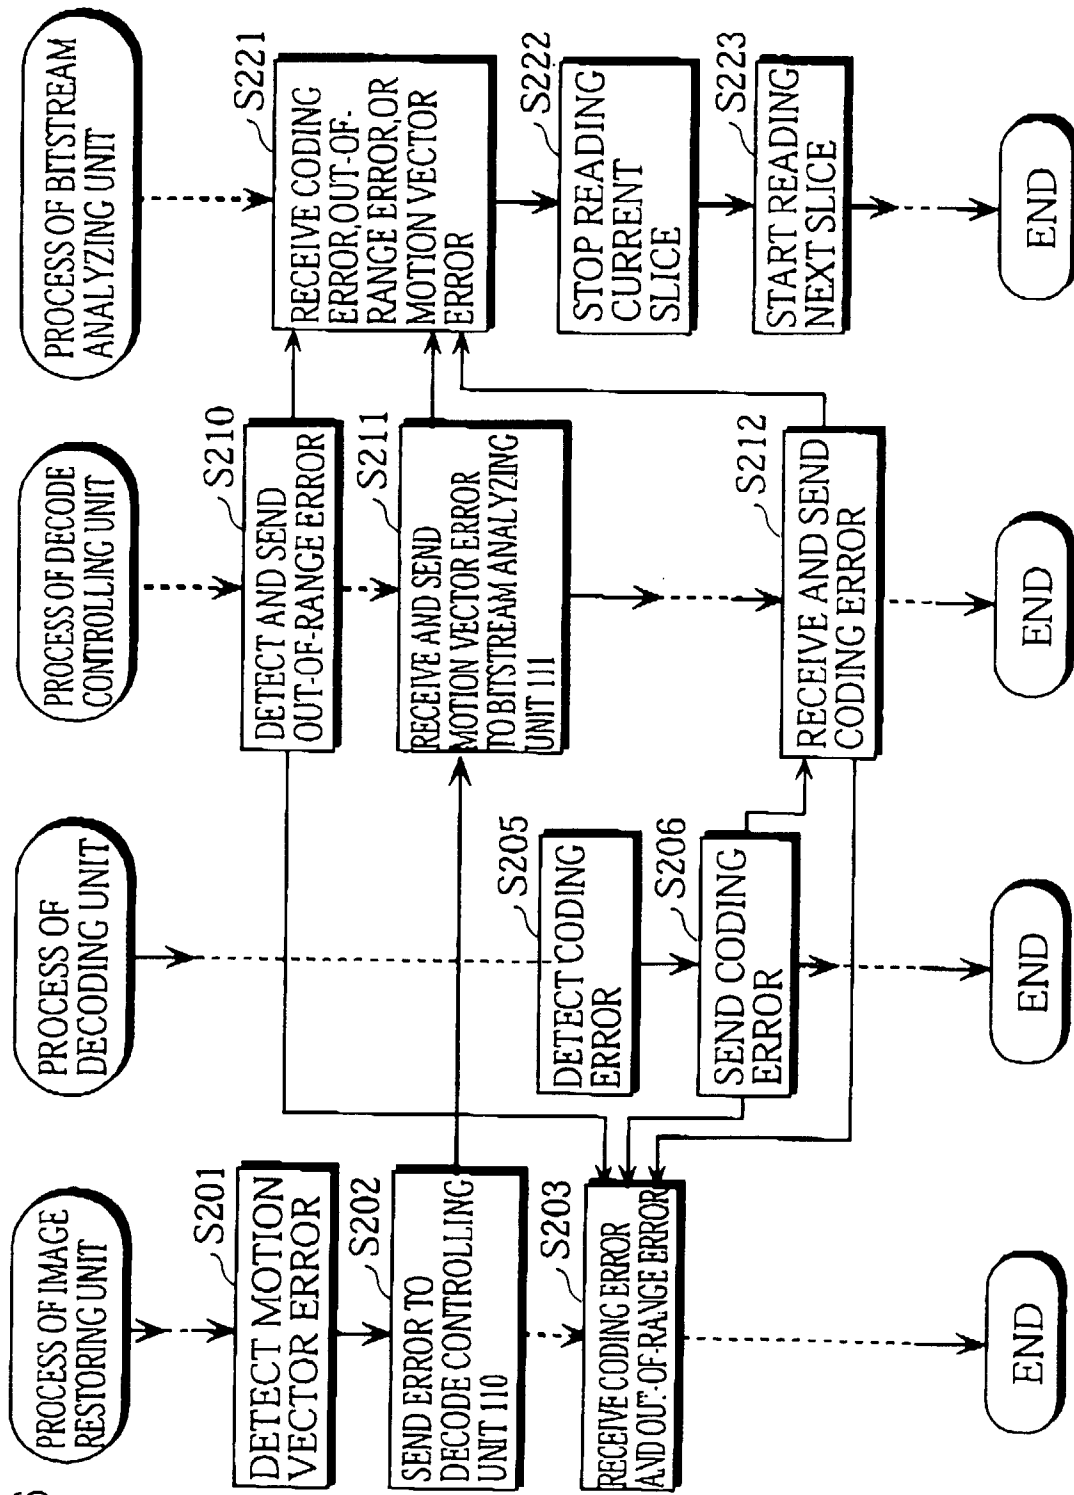 PROCESS OF IMAGE
RESTORING UNIT
S201
DETECT MOTION
VECTOR ERROR
S202
SEND ERROR TO
DECODE CONTROLLING
UNIT 110
S203
RECEIVE CODING ERROR
AND OUT-OF-RANGE ERROR
END
PROCESS OF
DECODING UNIT
S205
DETECT CODING
ERROR
S206
SEND CODING
ERROR
END
PROCESS OF DECODE
CONTROLLING UNIT
S210
DETECT AND SEND
OUT-OF-RANGE ERROR
S211
RECEIVE AND SEND
MOTION VECTOR ERROR
TO BITSTREAM ANALYZING
UNIT 111
S212
RECEIVE AND SEND
CODING ERROR
END
PROCESS OF BITSTREAM
ANALYZING UNIT
S221
RECEIVE CODING
ERROR,OUT-OF-
RANGE ERROR,OR
MOTION VECTOR
ERROR
S222
STOP READING
CURRENT
SLICE
S223
START READING
NEXT SLICE
END